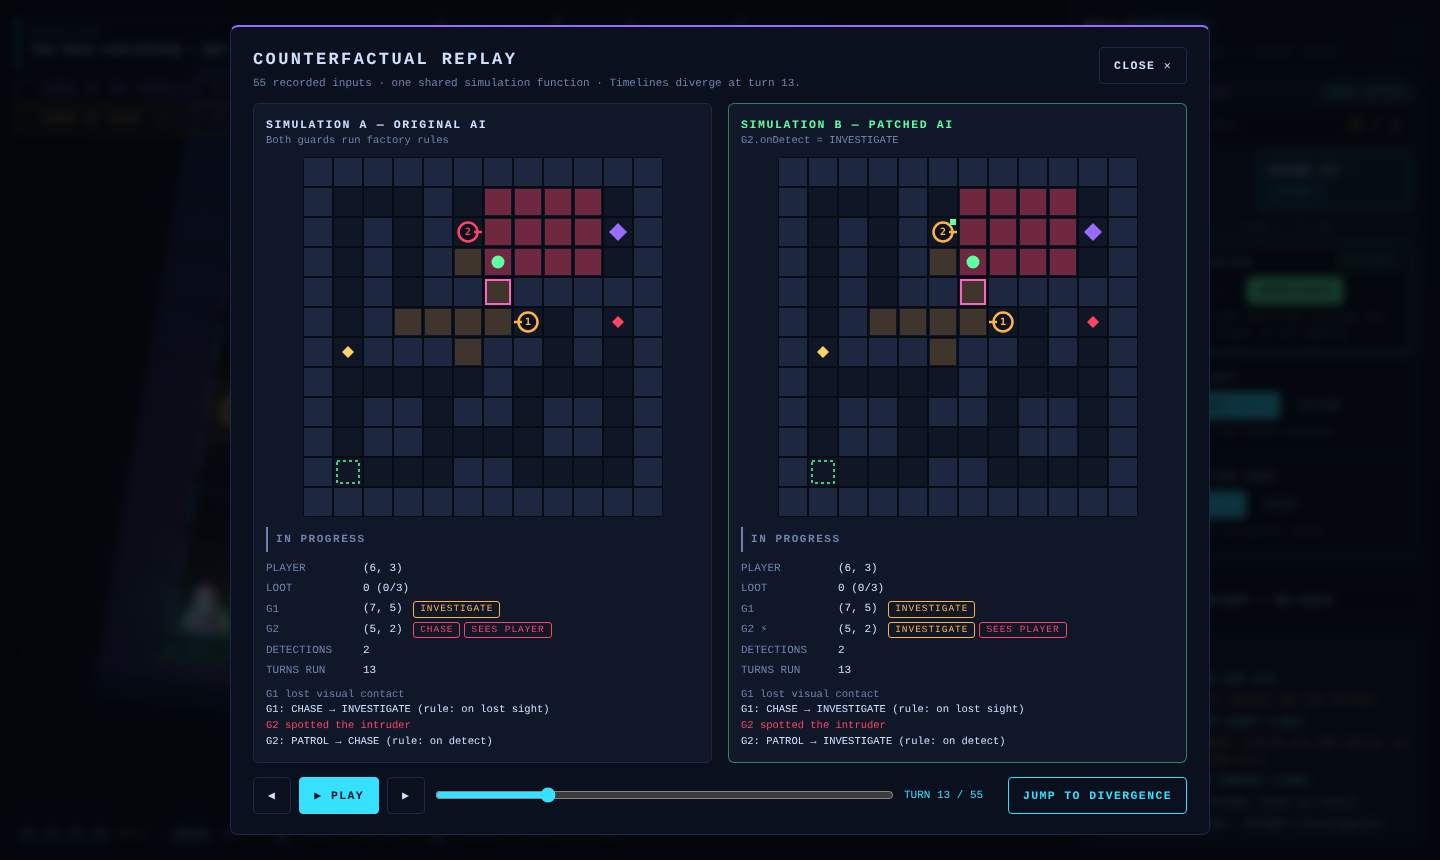 COUNTERFACTUAL REPLAY
55 recorded inputs · one shared simulation function · Timelines diverge at turn 13.
CLOSE ×
SIMULATION A — ORIGINAL AI
Both guards run factory rules
2
1
IN PROGRESS
PLAYER (6, 3)
LOOT 0 (0/3)
G1 (7, 5) INVESTIGATE
G2 (5, 2) CHASE SEES PLAYER
DETECTIONS 2
TURNS RUN 13
G1 lost visual contact
G1: CHASE → INVESTIGATE (rule: on lost sight)
G2 spotted the intruder
G2: PATROL → CHASE (rule: on detect)
SIMULATION B — PATCHED AI
G2.onDetect = INVESTIGATE
2
1
IN PROGRESS
PLAYER (6, 3)
LOOT 0 (0/3)
G1 (7, 5) INVESTIGATE
G2 ⚡ (5, 2) INVESTIGATE SEES PLAYER
DETECTIONS 2
TURNS RUN 13
G1 lost visual contact
G1: CHASE → INVESTIGATE (rule: on lost sight)
G2 spotted the intruder
G2: PATROL → INVESTIGATE (rule: on detect)
◀ ▶ PLAY ▶ TURN 13 / 55 JUMP TO DIVERGENCE